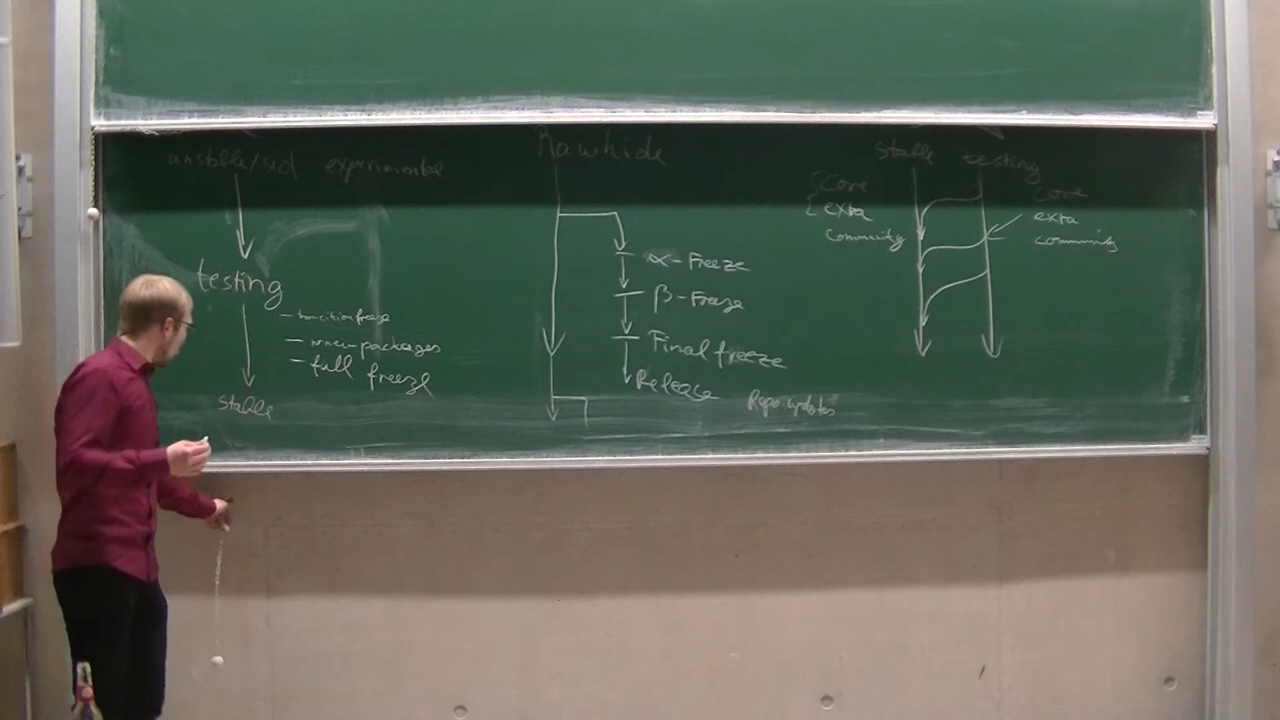 unstable/sid experimental
testing
- transition freeze
- no new packages
- full freeze
stable
Rawhide
α-Freeze
β-Freeze
Final freeze
Release
Repo updates
stable testing
core
extra
community
core
extra
community